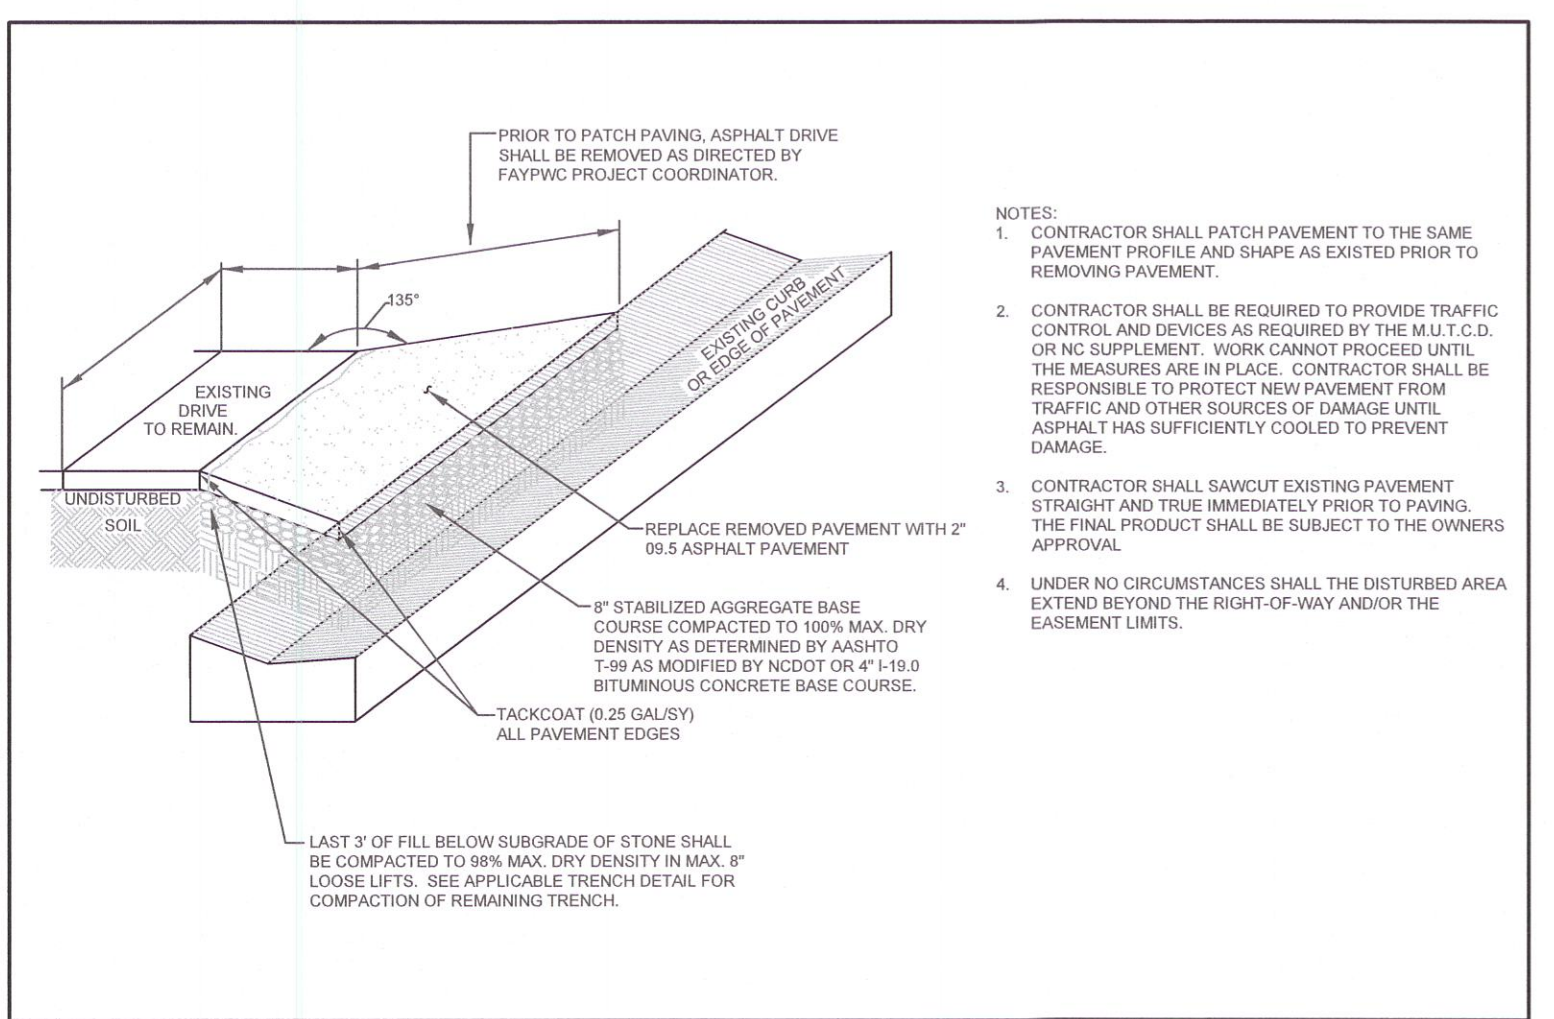 PRIOR TO PATCH PAVING, ASPHALT DRIVE
SHALL BE REMOVED AS DIRECTED BY
FAYPWC PROJECT COORDINATOR.
135°
EXISTING
DRIVE
TO REMAIN.
UNDISTURBED
SOIL
EXISTING CURB
OR EDGE OF PAVEMENT
REPLACE REMOVED PAVEMENT WITH 2"
09.5 ASPHALT PAVEMENT
8" STABILIZED AGGREGATE BASE
COURSE COMPACTED TO 100% MAX. DRY
DENSITY AS DETERMINED BY AASHTO
T-99 AS MODIFIED BY NCDOT OR 4" I-19.0
BITUMINOUS CONCRETE BASE COURSE.
TACKCOAT (0.25 GAL/SY)
ALL PAVEMENT EDGES
LAST 3' OF FILL BELOW SUBGRADE OF STONE SHALL
BE COMPACTED TO 98% MAX. DRY DENSITY IN MAX. 8"
LOOSE LIFTS. SEE APPLICABLE TRENCH DETAIL FOR
COMPACTION OF REMAINING TRENCH.
NOTES:
1. CONTRACTOR SHALL PATCH PAVEMENT TO THE SAME
PAVEMENT PROFILE AND SHAPE AS EXISTED PRIOR TO
REMOVING PAVEMENT.
2. CONTRACTOR SHALL BE REQUIRED TO PROVIDE TRAFFIC
CONTROL AND DEVICES AS REQUIRED BY THE M.U.T.C.D.
OR NC SUPPLEMENT. WORK CANNOT PROCEED UNTIL
THE MEASURES ARE IN PLACE. CONTRACTOR SHALL BE
RESPONSIBLE TO PROTECT NEW PAVEMENT FROM
TRAFFIC AND OTHER SOURCES OF DAMAGE UNTIL
ASPHALT HAS SUFFICIENTLY COOLED TO PREVENT
DAMAGE.
3. CONTRACTOR SHALL SAWCUT EXISTING PAVEMENT
STRAIGHT AND TRUE IMMEDIATELY PRIOR TO PAVING.
THE FINAL PRODUCT SHALL BE SUBJECT TO THE OWNERS
APPROVAL
4. UNDER NO CIRCUMSTANCES SHALL THE DISTURBED AREA
EXTEND BEYOND THE RIGHT-OF-WAY AND/OR THE
EASEMENT LIMITS.